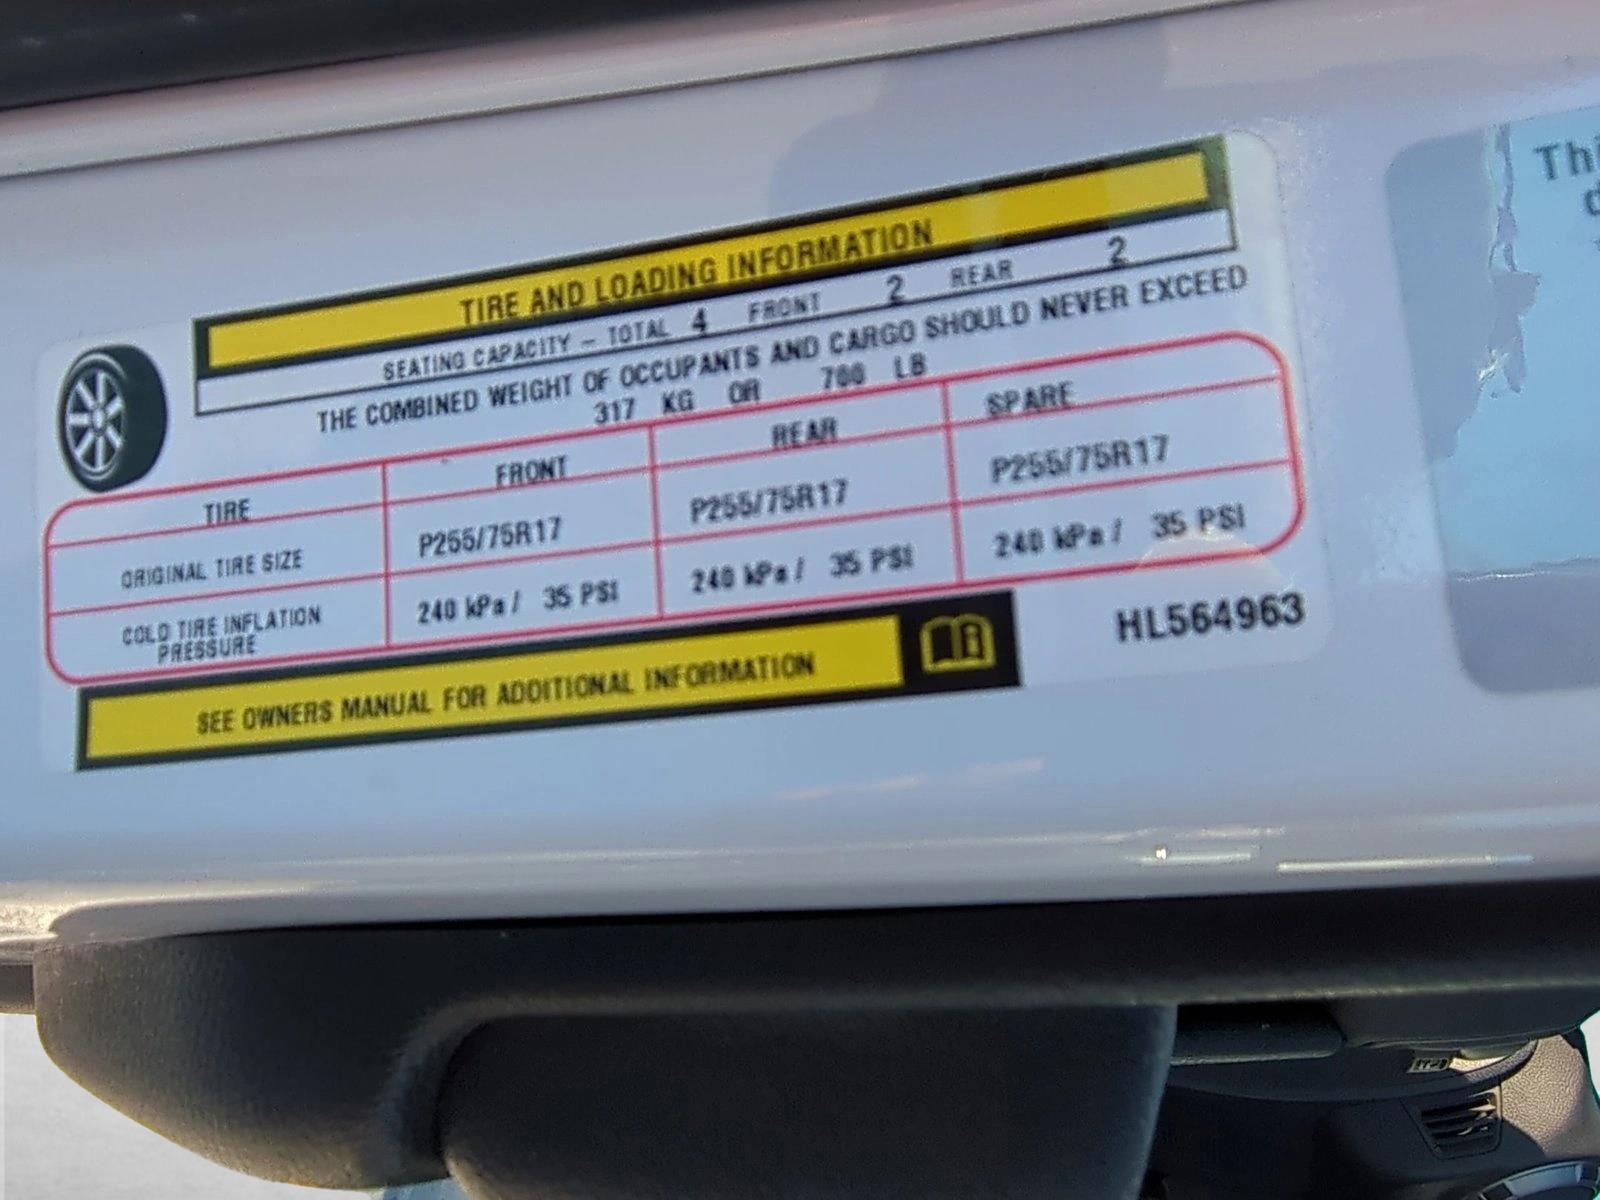 TIRE AND LOADING INFORMATION
SEATING CAPACITY – TOTAL 4 FRONT 2 REAR 2
THE COMBINED WEIGHT OF OCCUPANTS AND CARGO SHOULD NEVER EXCEED
317 KG OR 700 LB
TIRE FRONT REAR SPARE
ORIGINAL TIRE SIZE P255/75R17 P255/75R17 P255/75R17
COLD TIRE INFLATION PRESSURE 240 kPa / 35 PSI 240 kPa / 35 PSI 240 kPa / 35 PSI
SEE OWNERS MANUAL FOR ADDITIONAL INFORMATION
HL564963